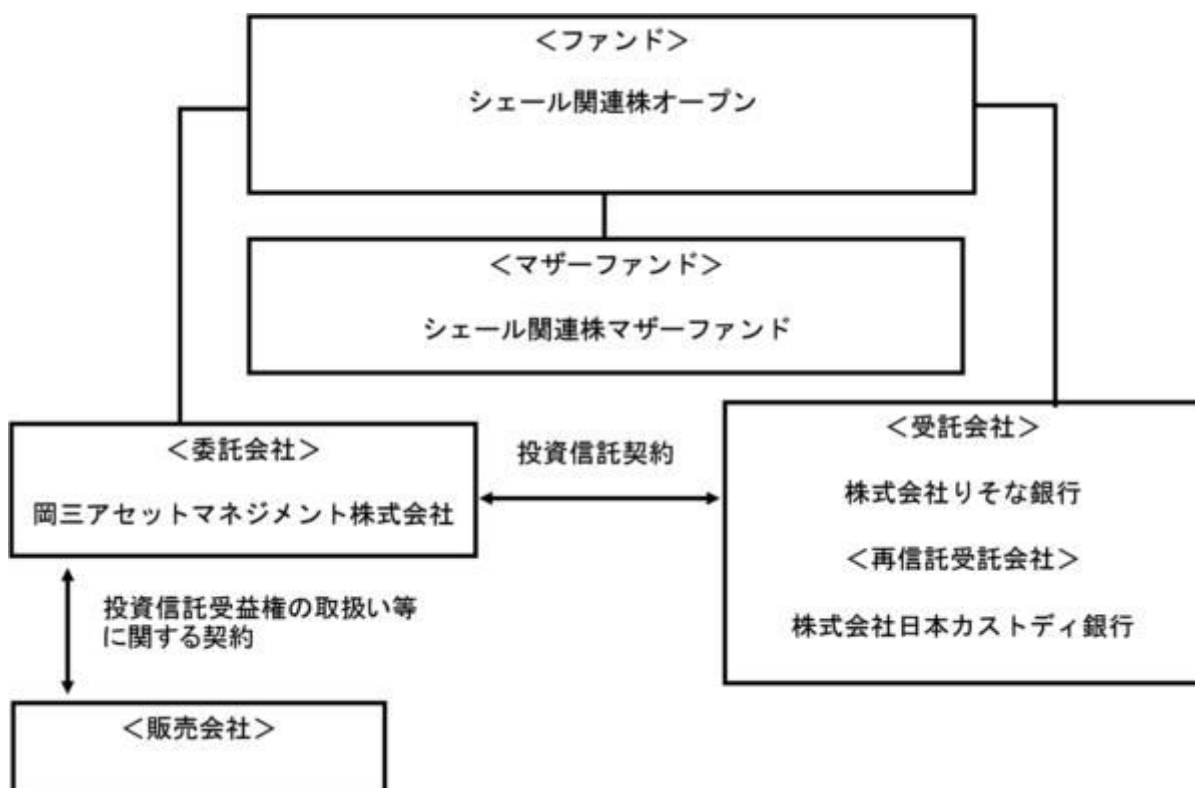 ＜ファンド＞
シェール関連株オープン
＜マザーファンド＞
シェール関連株マザーファンド
＜委託会社＞
岡三アセットマネジメント株式会社
投資信託契約
＜受託会社＞
株式会社りそな銀行
＜再信託受託会社＞
株式会社日本カストディ銀行
投資信託受益権の取扱い等
に関する契約
＜販売会社＞